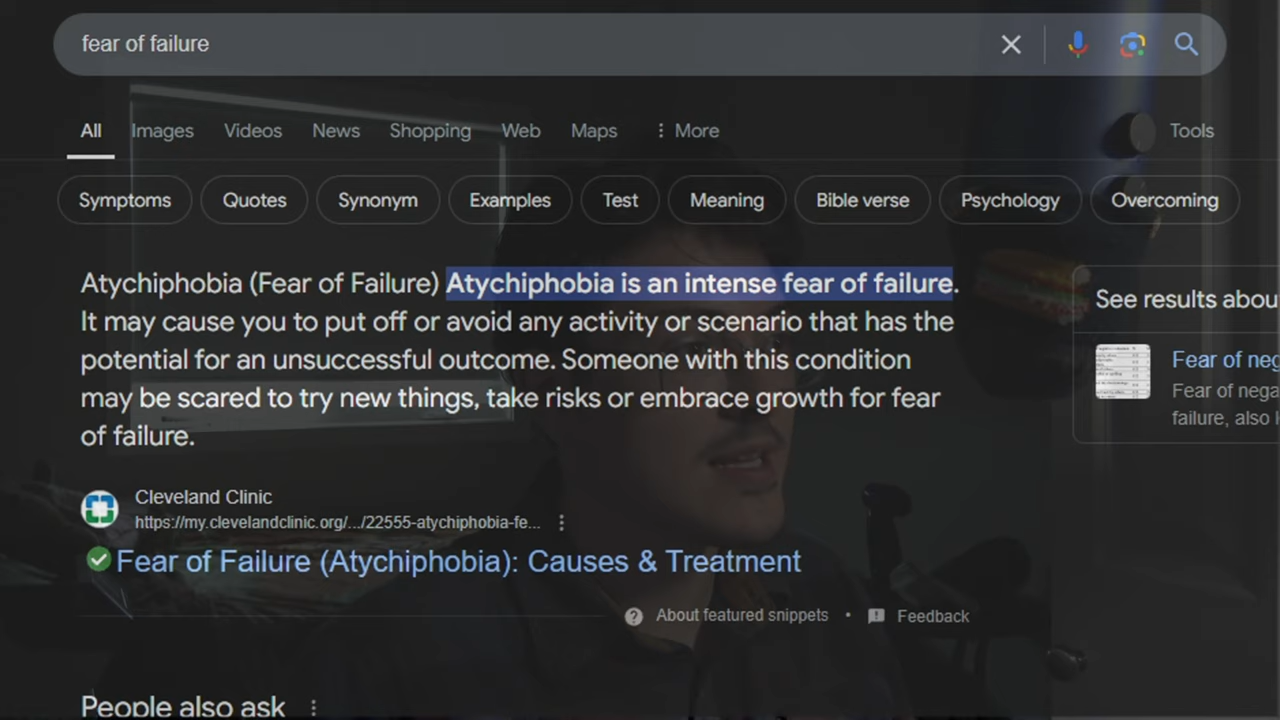 fear of failure
All Images Videos News Shopping Web Maps More Tools
Symptoms Quotes Synonym Examples Test Meaning Bible verse Psychology Overcoming
Atychiphobia (Fear of Failure) Atychiphobia is an intense fear of failure.
It may cause you to put off or avoid any activity or scenario that has the
potential for an unsuccessful outcome. Someone with this condition
may be scared to try new things, take risks or embrace growth for fear
of failure.
See results abou
Fear of neg
Fear of nega
failure, also
Cleveland Clinic
https://my.clevelandclinic.org/.../22555-atychiphobia-fe...
Fear of Failure (Atychiphobia): Causes & Treatment
About featured snippets • Feedback
People also ask